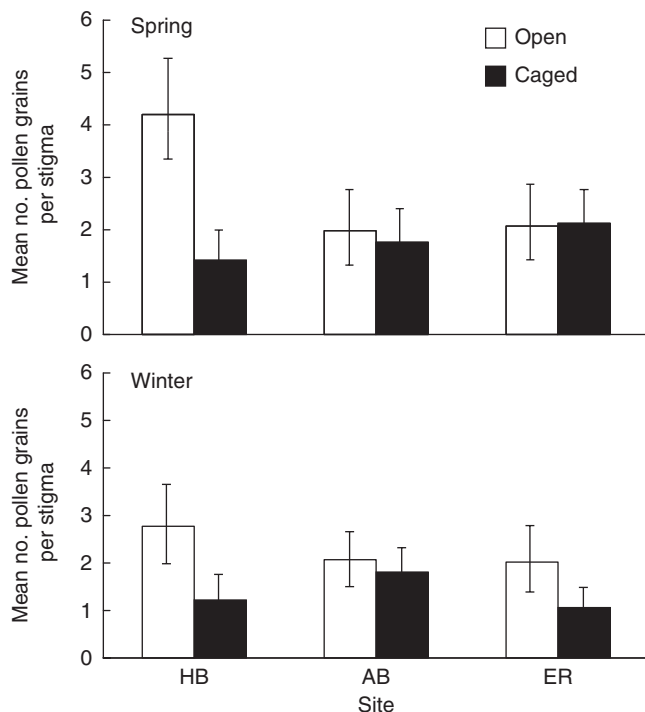 Spring
Open
Caged
6
5
4
3
2
1
0
Mean no. pollen grains
per stigma
Winter
6
5
4
3
2
1
0
Mean no. pollen grains
per stigma
HB AB ER
Site